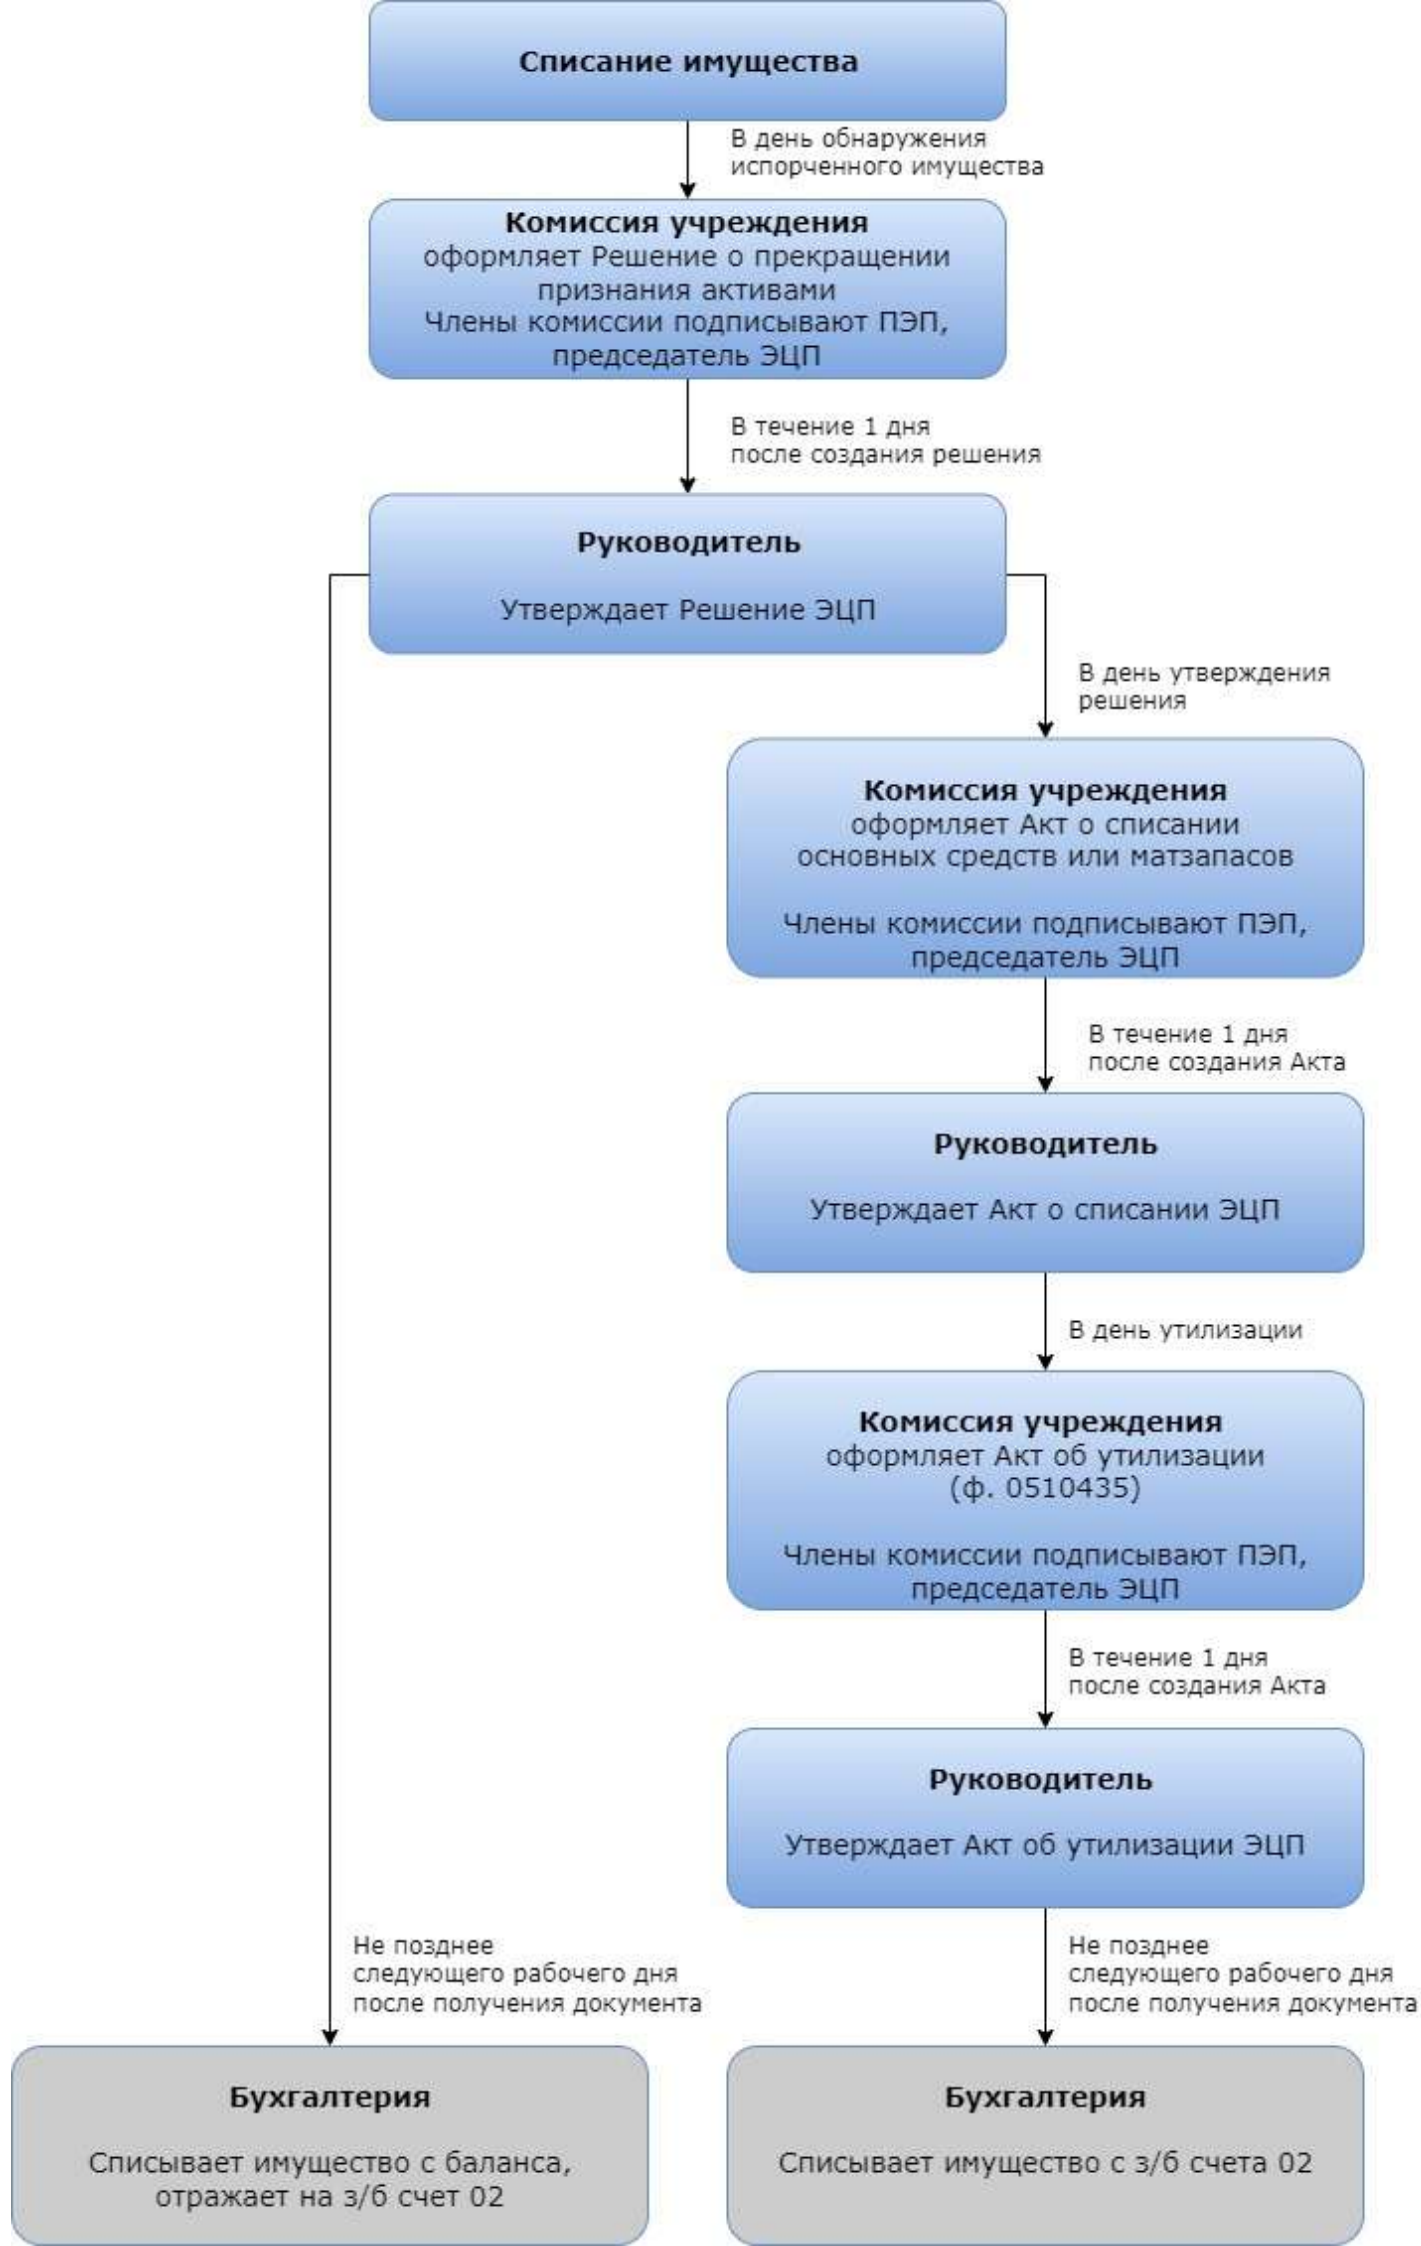 Списание имущества
В день обнаружения
испорченного имущества
Комиссия учреждения
оформляет Решение о прекращении
признания активами
Члены комиссии подписывают ПЭП,
председатель ЭЦП
В течение 1 дня
после создания решения
Руководитель
Утверждает Решение ЭЦП
В день утверждения
решения
Комиссия учреждения
оформляет Акт о списании
основных средств или матзапасов
Члены комиссии подписывают ПЭП,
председатель ЭЦП
В течение 1 дня
после создания Акта
Руководитель
Утверждает Акт о списании ЭЦП
В день утилизации
Комиссия учреждения
оформляет Акт об утилизации
(ф. 0510435)
Члены комиссии подписывают ПЭП,
председатель ЭЦП
В течение 1 дня
после создания Акта
Руководитель
Утверждает Акт об утилизации ЭЦП
Не позднее
следующего рабочего дня
после получения документа
Не позднее
следующего рабочего дня
после получения документа
Бухгалтерия
Списывает имущество с баланса,
отражает на з/б счет 02
Бухгалтерия
Списывает имущество с з/б счета 02